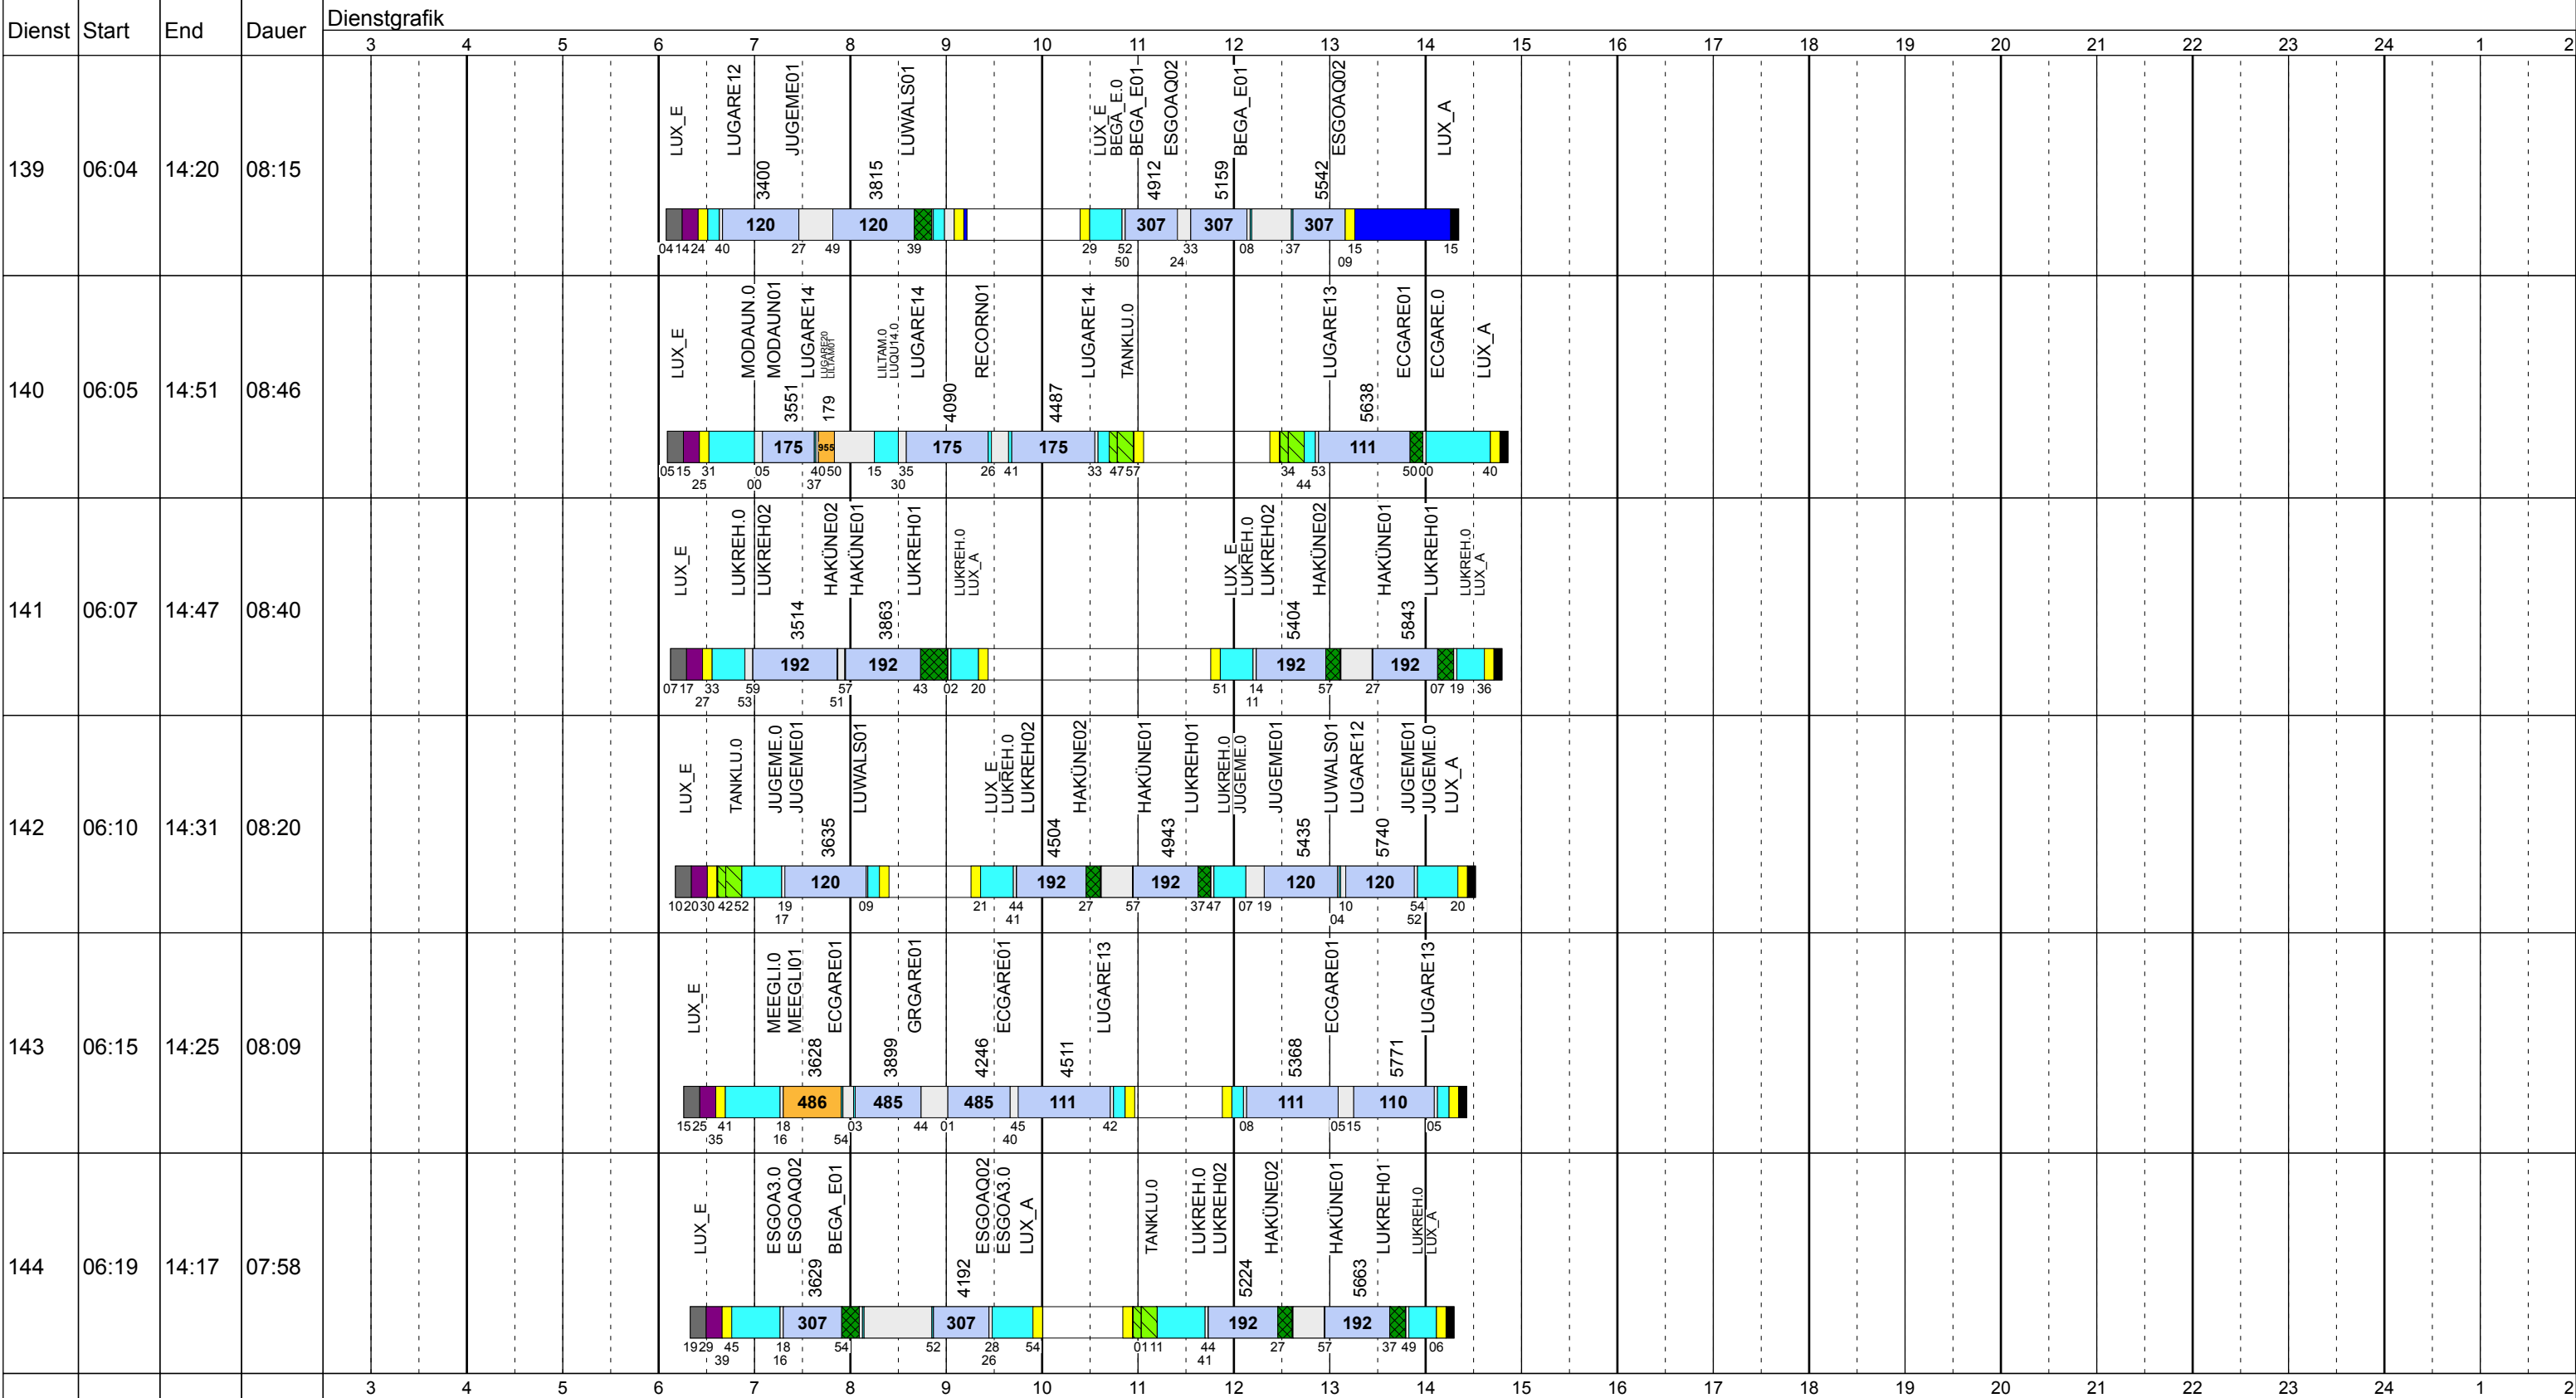 Dienst Start End Dauer Dienstgrafik
3 4 5 6 7 8 9 10 11 12 13 14 15 16 17 18 19 20 21 22 23 24 1 2
LUX_E LUGARE12 JUGEME01 LUWALS01 LUX_E BEGA_E.0 BEGA_E01 ESGOAQ02 BEGA_E01 ESGOAQ02 LUX_A
3400 3815 4912 5159 5542
139 06:04 14:20 08:15
120 120 307 307 307
04 14 24 40 27 49 39 29 52 33 08 37 15 15
50 24 09
LUX_E MODAUN.0 MODAUN01 LUGARE14 LUGARE20 LILTAM01 LILTAM.0 LUQU14.0 LUGARE14 RECORN01 LUGARE14 TANKLU.0 LUGARE13 ECGARE01 ECGARE.0 LUX_A
3551 179 4090 4487 5638
140 06:05 14:51 08:46
175 955 175 175 111
05 15 31 05 40 50 15 35 26 41 33 47 57 34 53 50 00 40
25 00 37 30 44
LUX_E LUKREH.0 LUKREH02 HAKÜNE02 HAKÜNE01 LUKREH01 LUKREH.0 LUX_A LUX_E LUKREH.0 LUKREH02 HAKÜNE02 HAKÜNE01 LUKREH01 LUKREH.0 LUX_A
3514 3863 5404 5843
141 06:07 14:47 08:40
192 192 192 192
07 17 33 59 57 43 02 20 51 14 57 27 07 19 36
27 53 51 11
LUX_E TANKLU.0 JUGEME.0 JUGEME01 LUWALS01 LUX_E LUKREH.0 LUKREH02 HAKÜNE02 HAKÜNE01 LUKREH01 LUKREH.0 JUGEME.0 JUGEME01 LUWALS01 LUGARE12 JUGEME01 JUGEME.0 LUX_A
3635 4504 4943 5435 5740
142 06:10 14:31 08:20
120 192 192 120 120
10 20 30 42 52 19 09 21 44 27 57 37 47 07 19 10 54 20
17 41 04 52
LUX_E MEEGLI.0 MEEGLI01 ECGARE01 GRGARE01 ECGARE01 LUGARE13 ECGARE01 LUGARE13
3628 3899 4246 4511 5368 5771
143 06:15 14:25 08:09
486 485 485 111 111 110
15 25 41 18 03 44 01 45 42 08 05 15 05
35 16 54 40
LUX_E ESGOA3.0 ESGOAQ02 BEGA_E01 ESGOAQ02 ESGOA3.0 LUX_A TANKLU.0 LUKREH.0 LUKREH02 HAKÜNE02 HAKÜNE01 LUKREH01 LUKREH.0 LUX_A
3629 4192 5224 5663
144 06:19 14:17 07:58
307 307 192 192
19 29 45 18 54 52 28 54 01 11 44 27 57 37 49 06
39 16 26 41
3 4 5 6 7 8 9 10 11 12 13 14 15 16 17 18 19 20 21 22 23 24 1 2